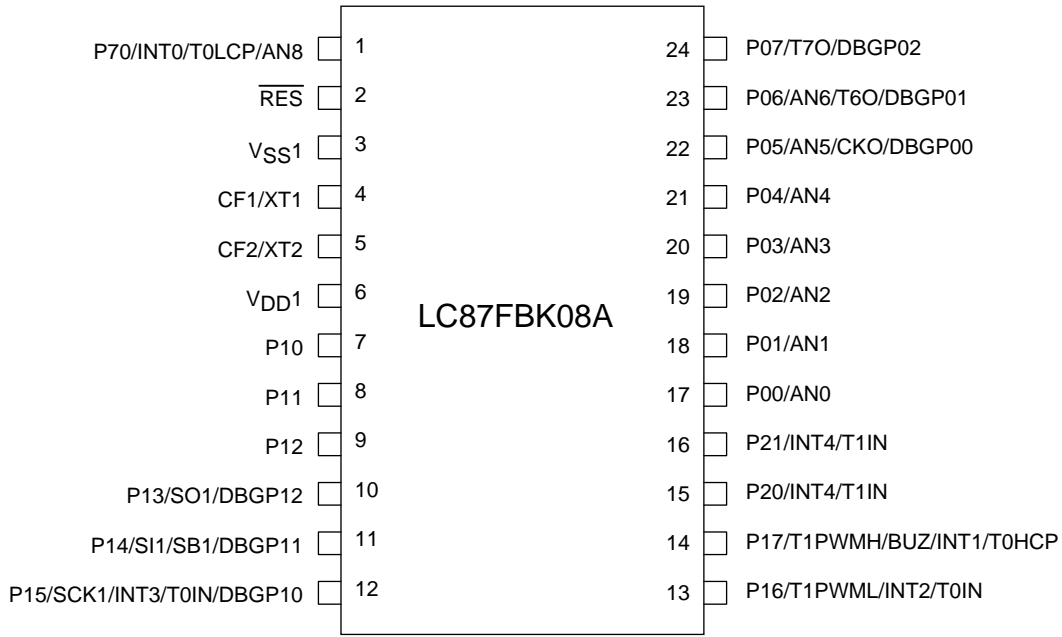 P70/INT0/T0LCP/AN8 1
RES 2
VSS1 3
CF1/XT1 4
CF2/XT2 5
VDD1 6
P10 7
P11 8
P12 9
P13/SO1/DBGP12 10
P14/SI1/SB1/DBGP11 11
P15/SCK1/INT3/T0IN/DBGP10 12
LC87FBK08A
24 P07/T7O/DBGP02
23 P06/AN6/T6O/DBGP01
22 P05/AN5/CKO/DBGP00
21 P04/AN4
20 P03/AN3
19 P02/AN2
18 P01/AN1
17 P00/AN0
16 P21/INT4/T1IN
15 P20/INT4/T1IN
14 P17/T1PWMH/BUZ/INT1/T0HCP
13 P16/T1PWML/INT2/T0IN